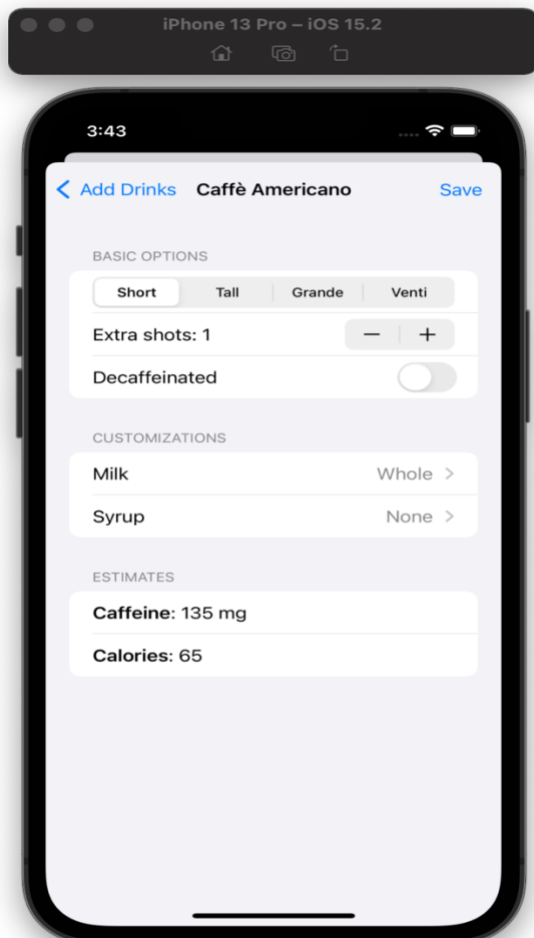 iPhone 13 Pro – iOS 15.2
3:43
Add Drinks Caffè Americano Save
BASIC OPTIONS
Short Tall Grande Venti
Extra shots: 1 − +
Decaffeinated
CUSTOMIZATIONS
Milk Whole >
Syrup None >
ESTIMATES
Caffeine: 135 mg
Calories: 65